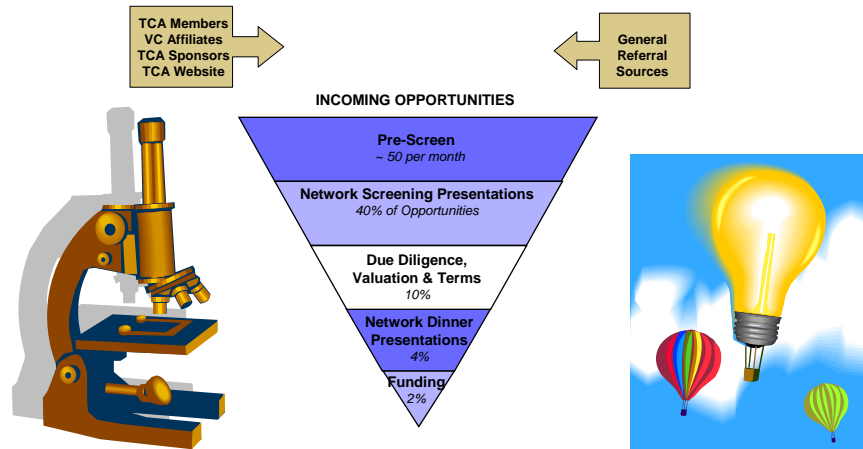 TCA Members
VC Affiliates
TCA Sponsors
TCA Website
General
Referral
Sources
INCOMING OPPORTUNITIES
Pre-Screen
~ 50 per month
Network Screening Presentations
40% of Opportunities
Due Diligence,
Valuation & Terms
10%
Network Dinner
Presentations
4%
Funding
2%